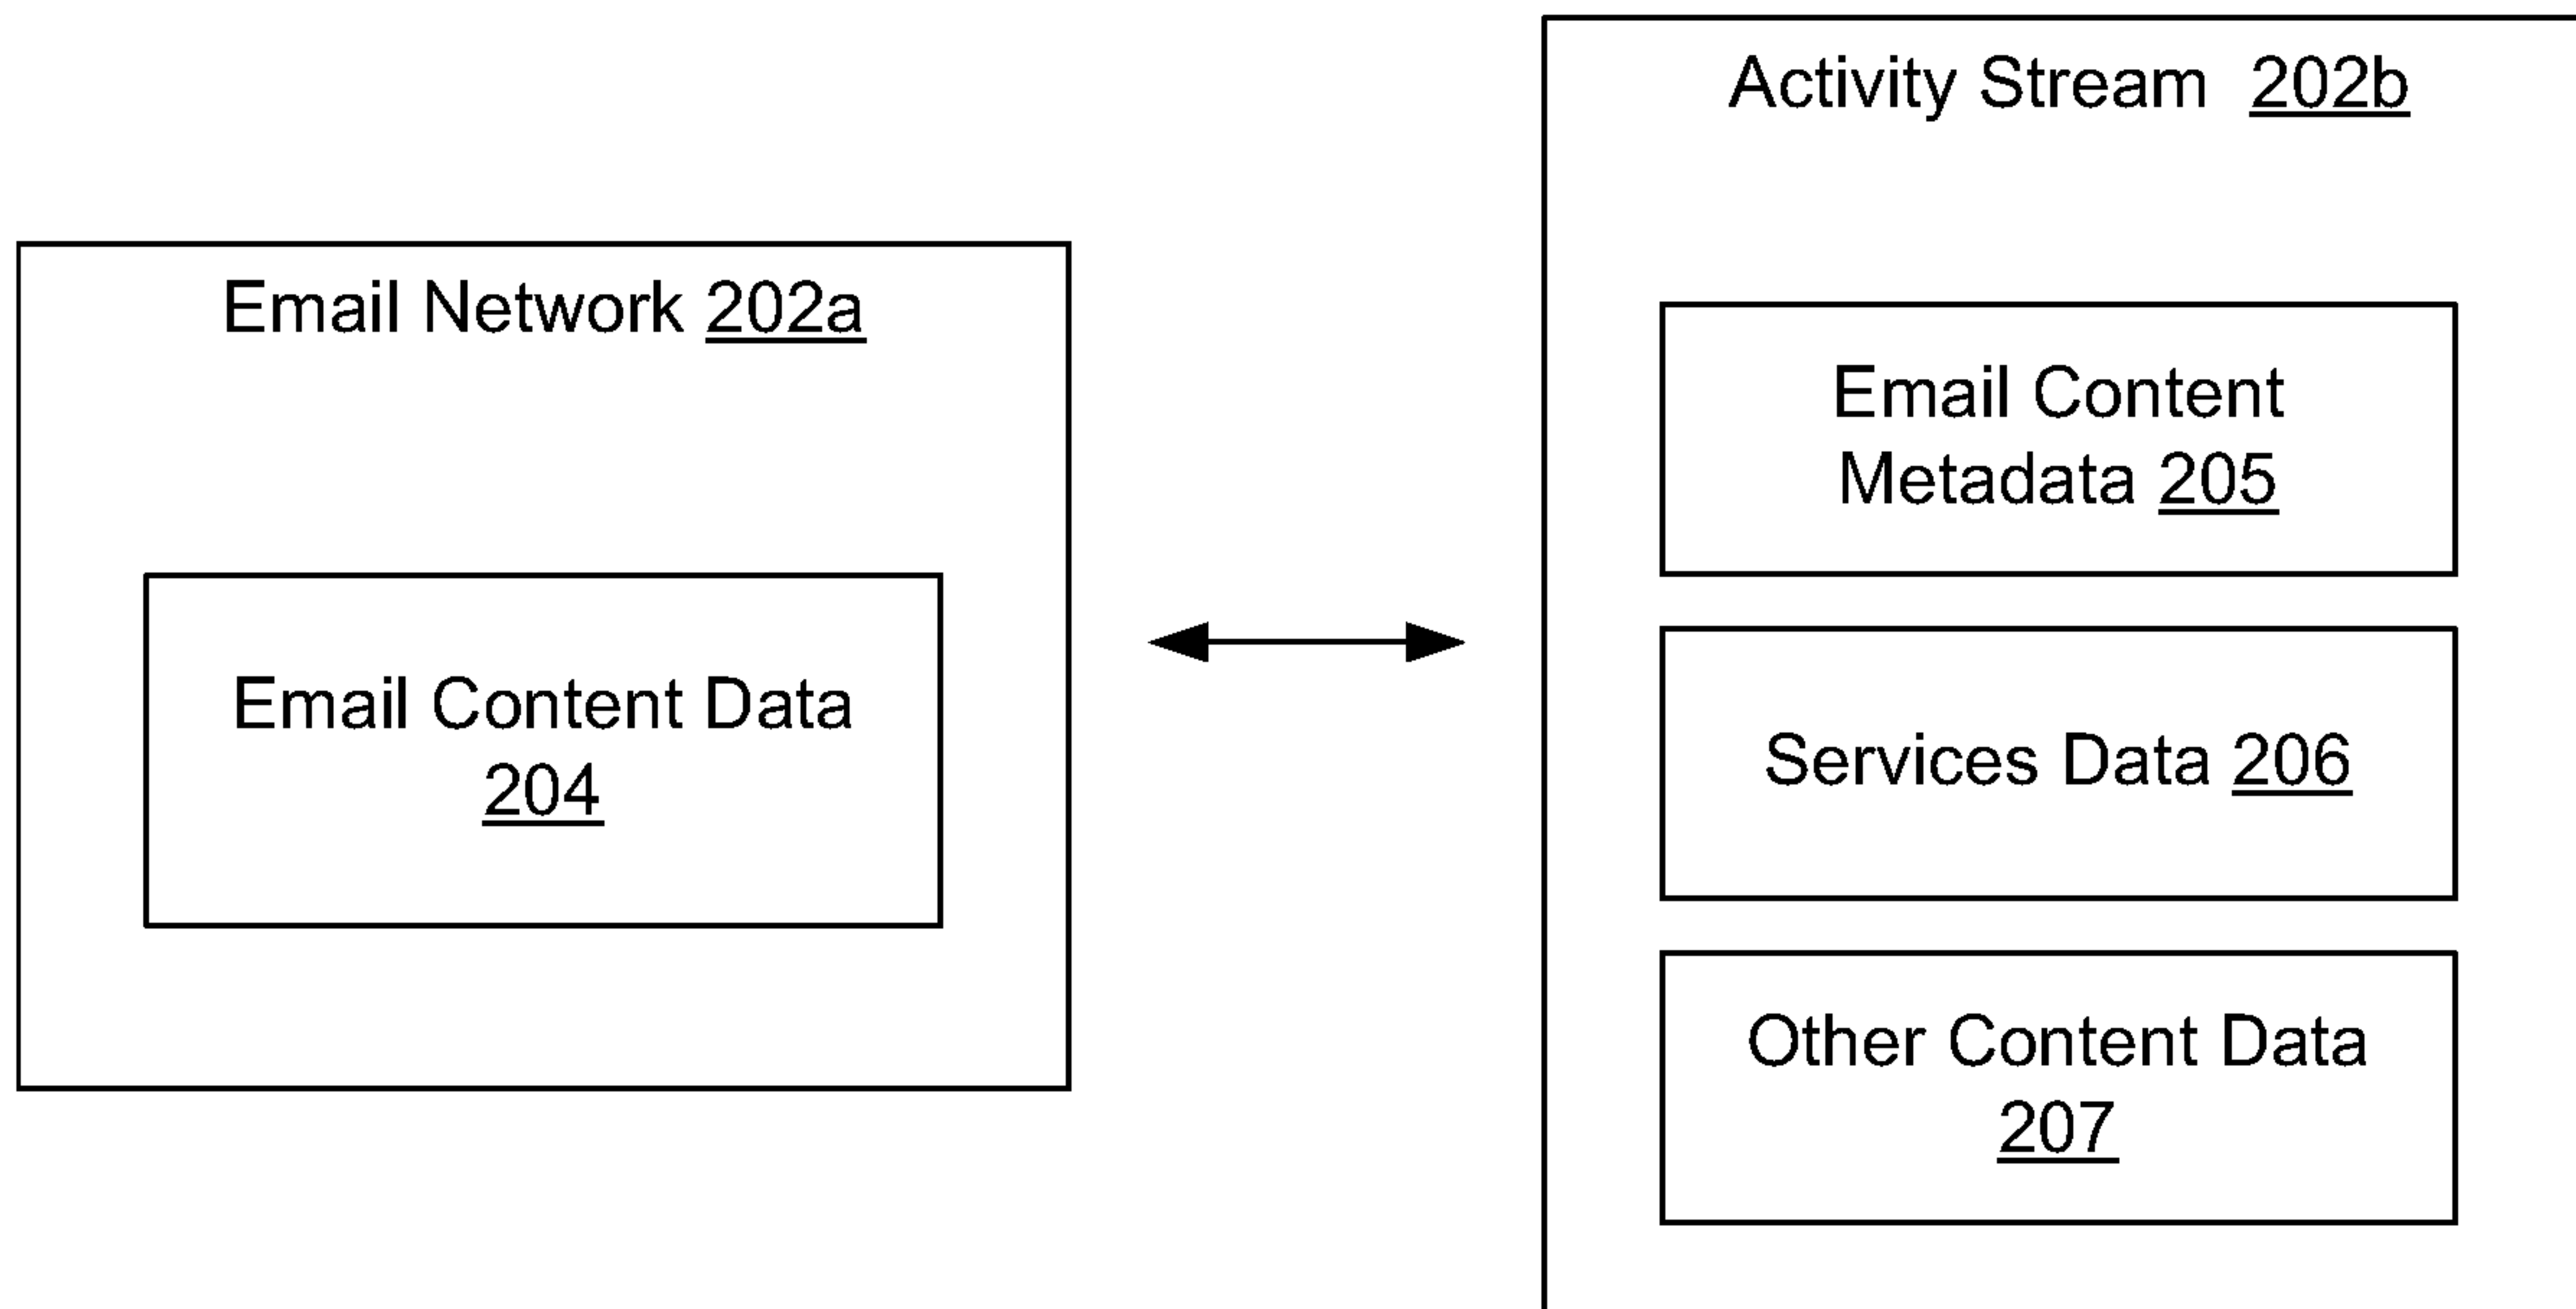 Email Network 202a
Email Content Data
204
Activity Stream 202b
Email Content
Metadata 205
Services Data 206
Other Content Data
207